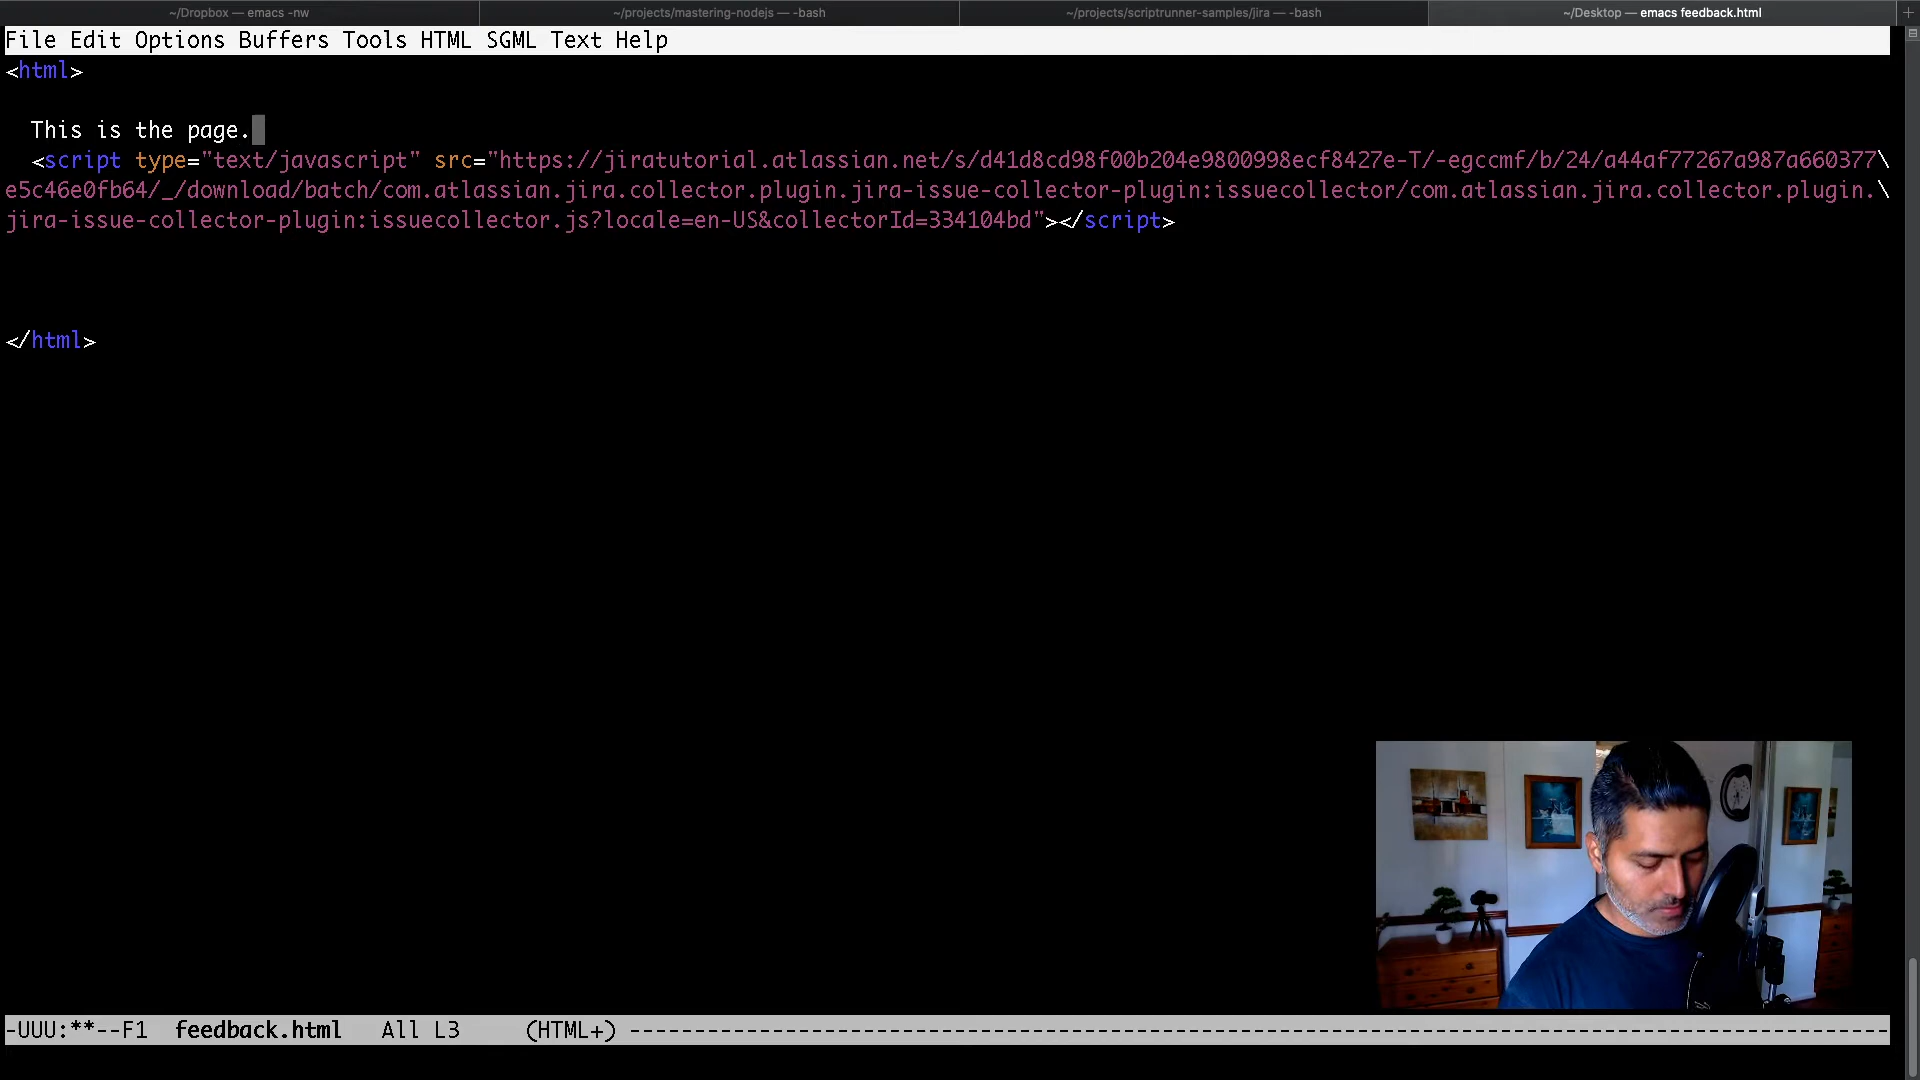 ~/Dropbox — emacs -nw
~/projects/mastering-nodejs — -bash
~/projects/scriptrunner-samples/jira — -bash
~/Desktop — emacs feedback.html
File Edit Options Buffers Tools HTML SGML Text Help
<html>
This is the page.
<script type="text/javascript" src="https://jiratutorial.atlassian.net/s/d41d8cd98f00b204e9800998ecf8427e-T/-egccmf/b/24/a44af77267a987a660377\
e5c46e0fb64/_/download/batch/com.atlassian.jira.collector.plugin.jira-issue-collector-plugin:issuecollector/com.atlassian.jira.collector.plugin.\
jira-issue-collector-plugin:issuecollector.js?locale=en-US&collectorId=334104bd"></script>
</html>
-UUU:**--F1 feedback.html All L3 (HTML+) ----------------------------------------------------------------------------------------------------